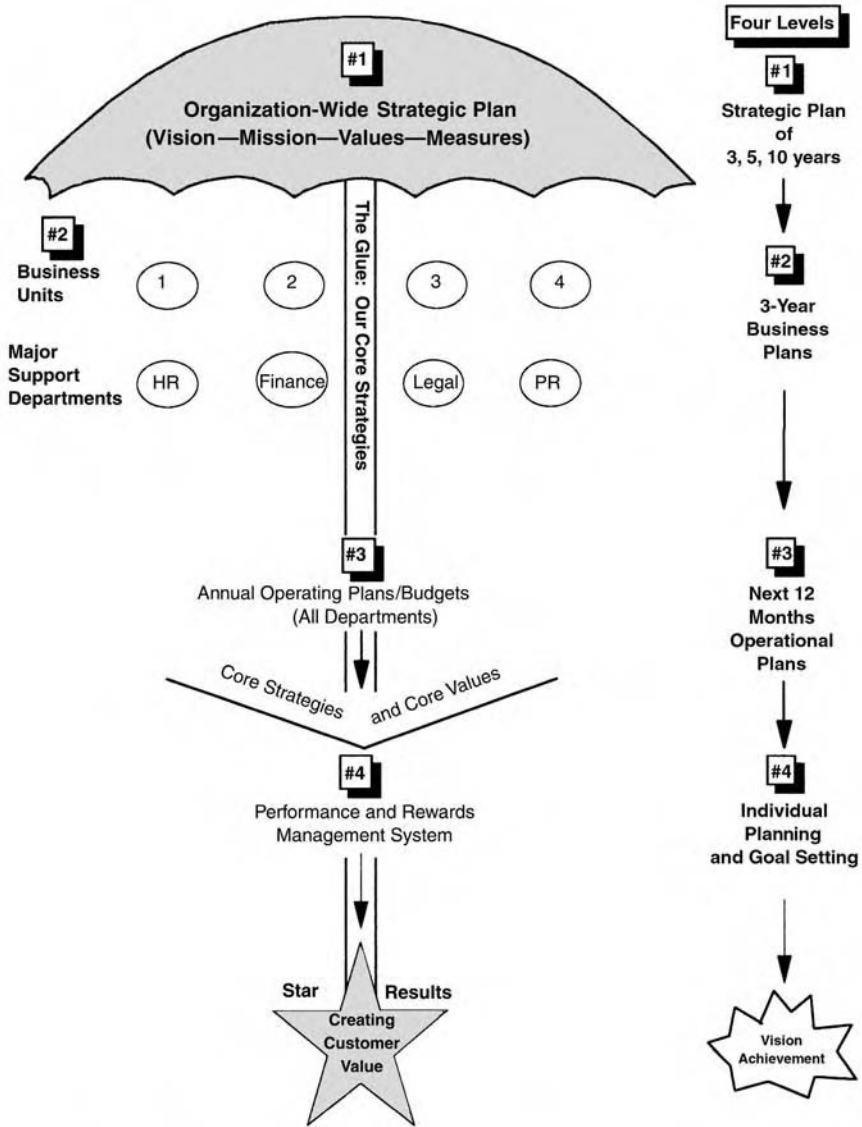 #1
Organization-Wide Strategic Plan
(Vision—Mission—Values—Measures)
#2
Business
Units
1
2
3
4
Major
Support
Departments
HR
Finance
Legal
PR
The Glue: Our Core Strategies
#3
Annual Operating Plans/Budgets
(All Departments)
Core Strategies
and Core Values
#4
Performance and Rewards
Management System
Star
Results
Creating
Customer
Value
Four Levels
#1
Strategic Plan
of
3, 5, 10 years
#2
3-Year
Business
Plans
#3
Next 12
Months
Operational
Plans
#4
Individual
Planning
and Goal Setting
Vision
Achievement